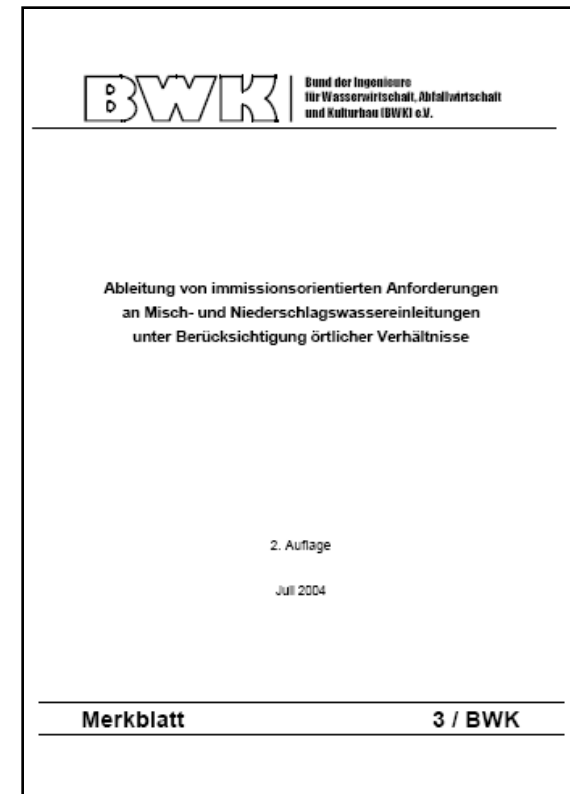 BWK
Bund der Ingenieure
für Wasserwirtschaft, Abfallwirtschaft
und Kulturbau (BWK) e.V.
Ableitung von immissionsorientierten Anforderungen
an Misch- und Niederschlagswassereinleitungen
unter Berücksichtigung örtlicher Verhältnisse
2. Auflage
Juli 2004
Merkblatt 3 / BWK